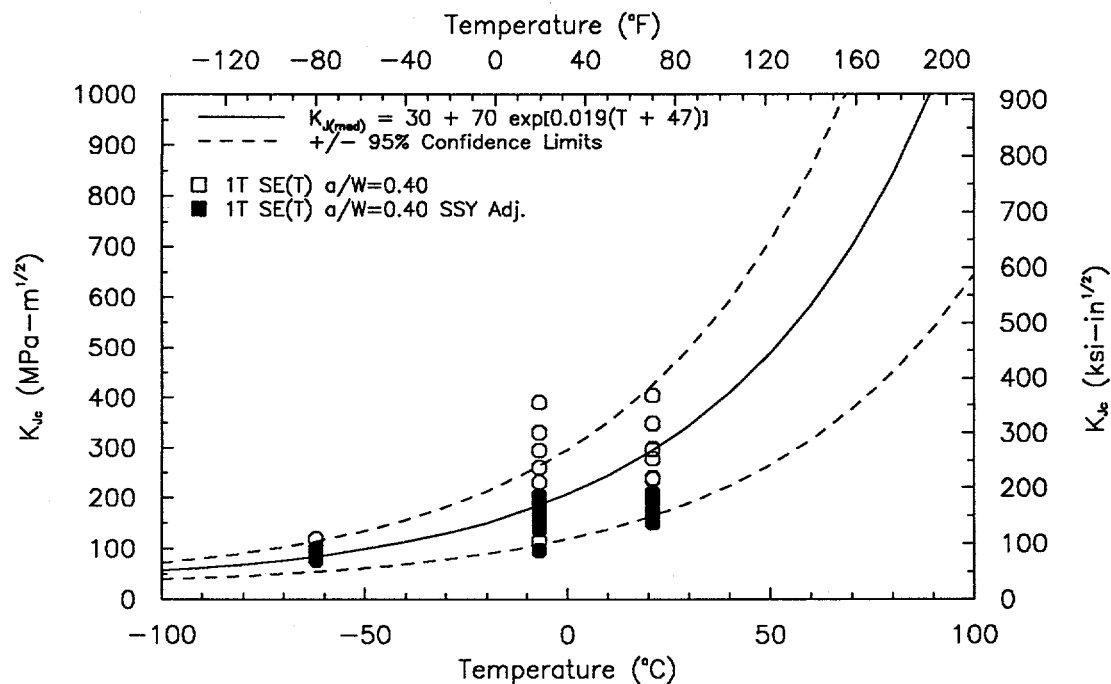 Temperature (°F)
−120 −80 −40 0 40 80 120 160 200
1000
900
800
700
600
500
400
300
200
100
0
K_Jc (MPa−m^1/2)
K_J(med) = 30 + 70 exp[0.019(T + 47)]
+/− 95% Confidence Limits
1T SE(T) a/W=0.40
1T SE(T) a/W=0.40 SSY Adj.
900
800
700
600
500
400
300
200
100
0
K_Jc (ksi−in^1/2)
−100 −50 0 50 100
Temperature (°C)